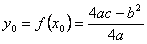 y₀ = f(x₀) = (4ac − b²) / 4a